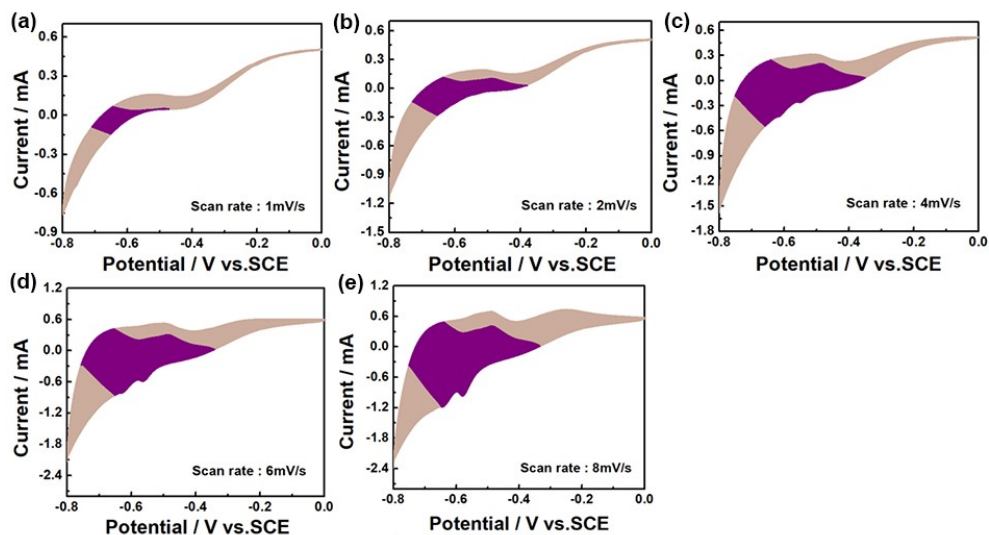 (a)
0.6
0.3
0.0
-0.3
-0.6
-0.9
Current / mA
Scan rate : 1mV/s
-0.8
-0.6
-0.4
-0.2
0.0
Potential / V vs.SCE
(b)
0.5
0.0
-0.5
-1.0
-1.5
Current / mA
Scan rate : 2mV/s
-0.8
-0.6
-0.4
-0.2
0.0
Potential / V vs.SCE
(c)
0.6
0.3
0.0
-0.3
-0.6
-0.9
-1.2
-1.5
-1.8
Current / mA
Scan rate : 4mV/s
-0.8
-0.6
-0.4
-0.2
0.0
Potential / V vs.SCE
(d)
1.2
0.6
0.0
-0.6
-1.2
-1.8
-2.4
Current / mA
Scan rate : 6mV/s
-0.8
-0.6
-0.4
-0.2
0.0
Potential / V vs.SCE
(e)
1.2
0.6
0.0
-0.6
-1.2
-1.8
-2.4
Current / mA
Scan rate : 8mV/s
-0.8
-0.6
-0.4
-0.2
0.0
Potential / V vs.SCE